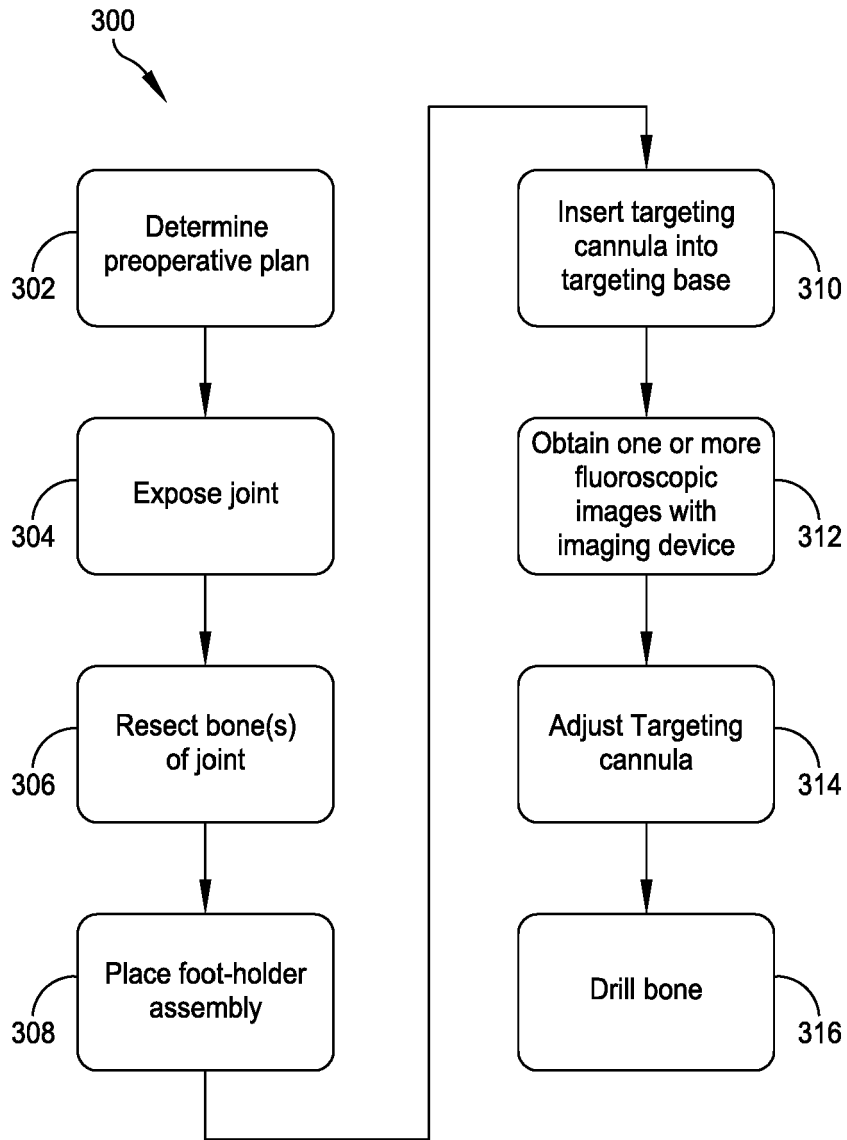 300
Determine
preoperative plan
302
Expose joint
304
Resect bone(s)
of joint
306
Place foot-holder
assembly
308
Insert targeting
cannula into
targeting base
310
Obtain one or more
fluoroscopic
images with
imaging device
312
Adjust Targeting
cannula
314
Drill bone
316